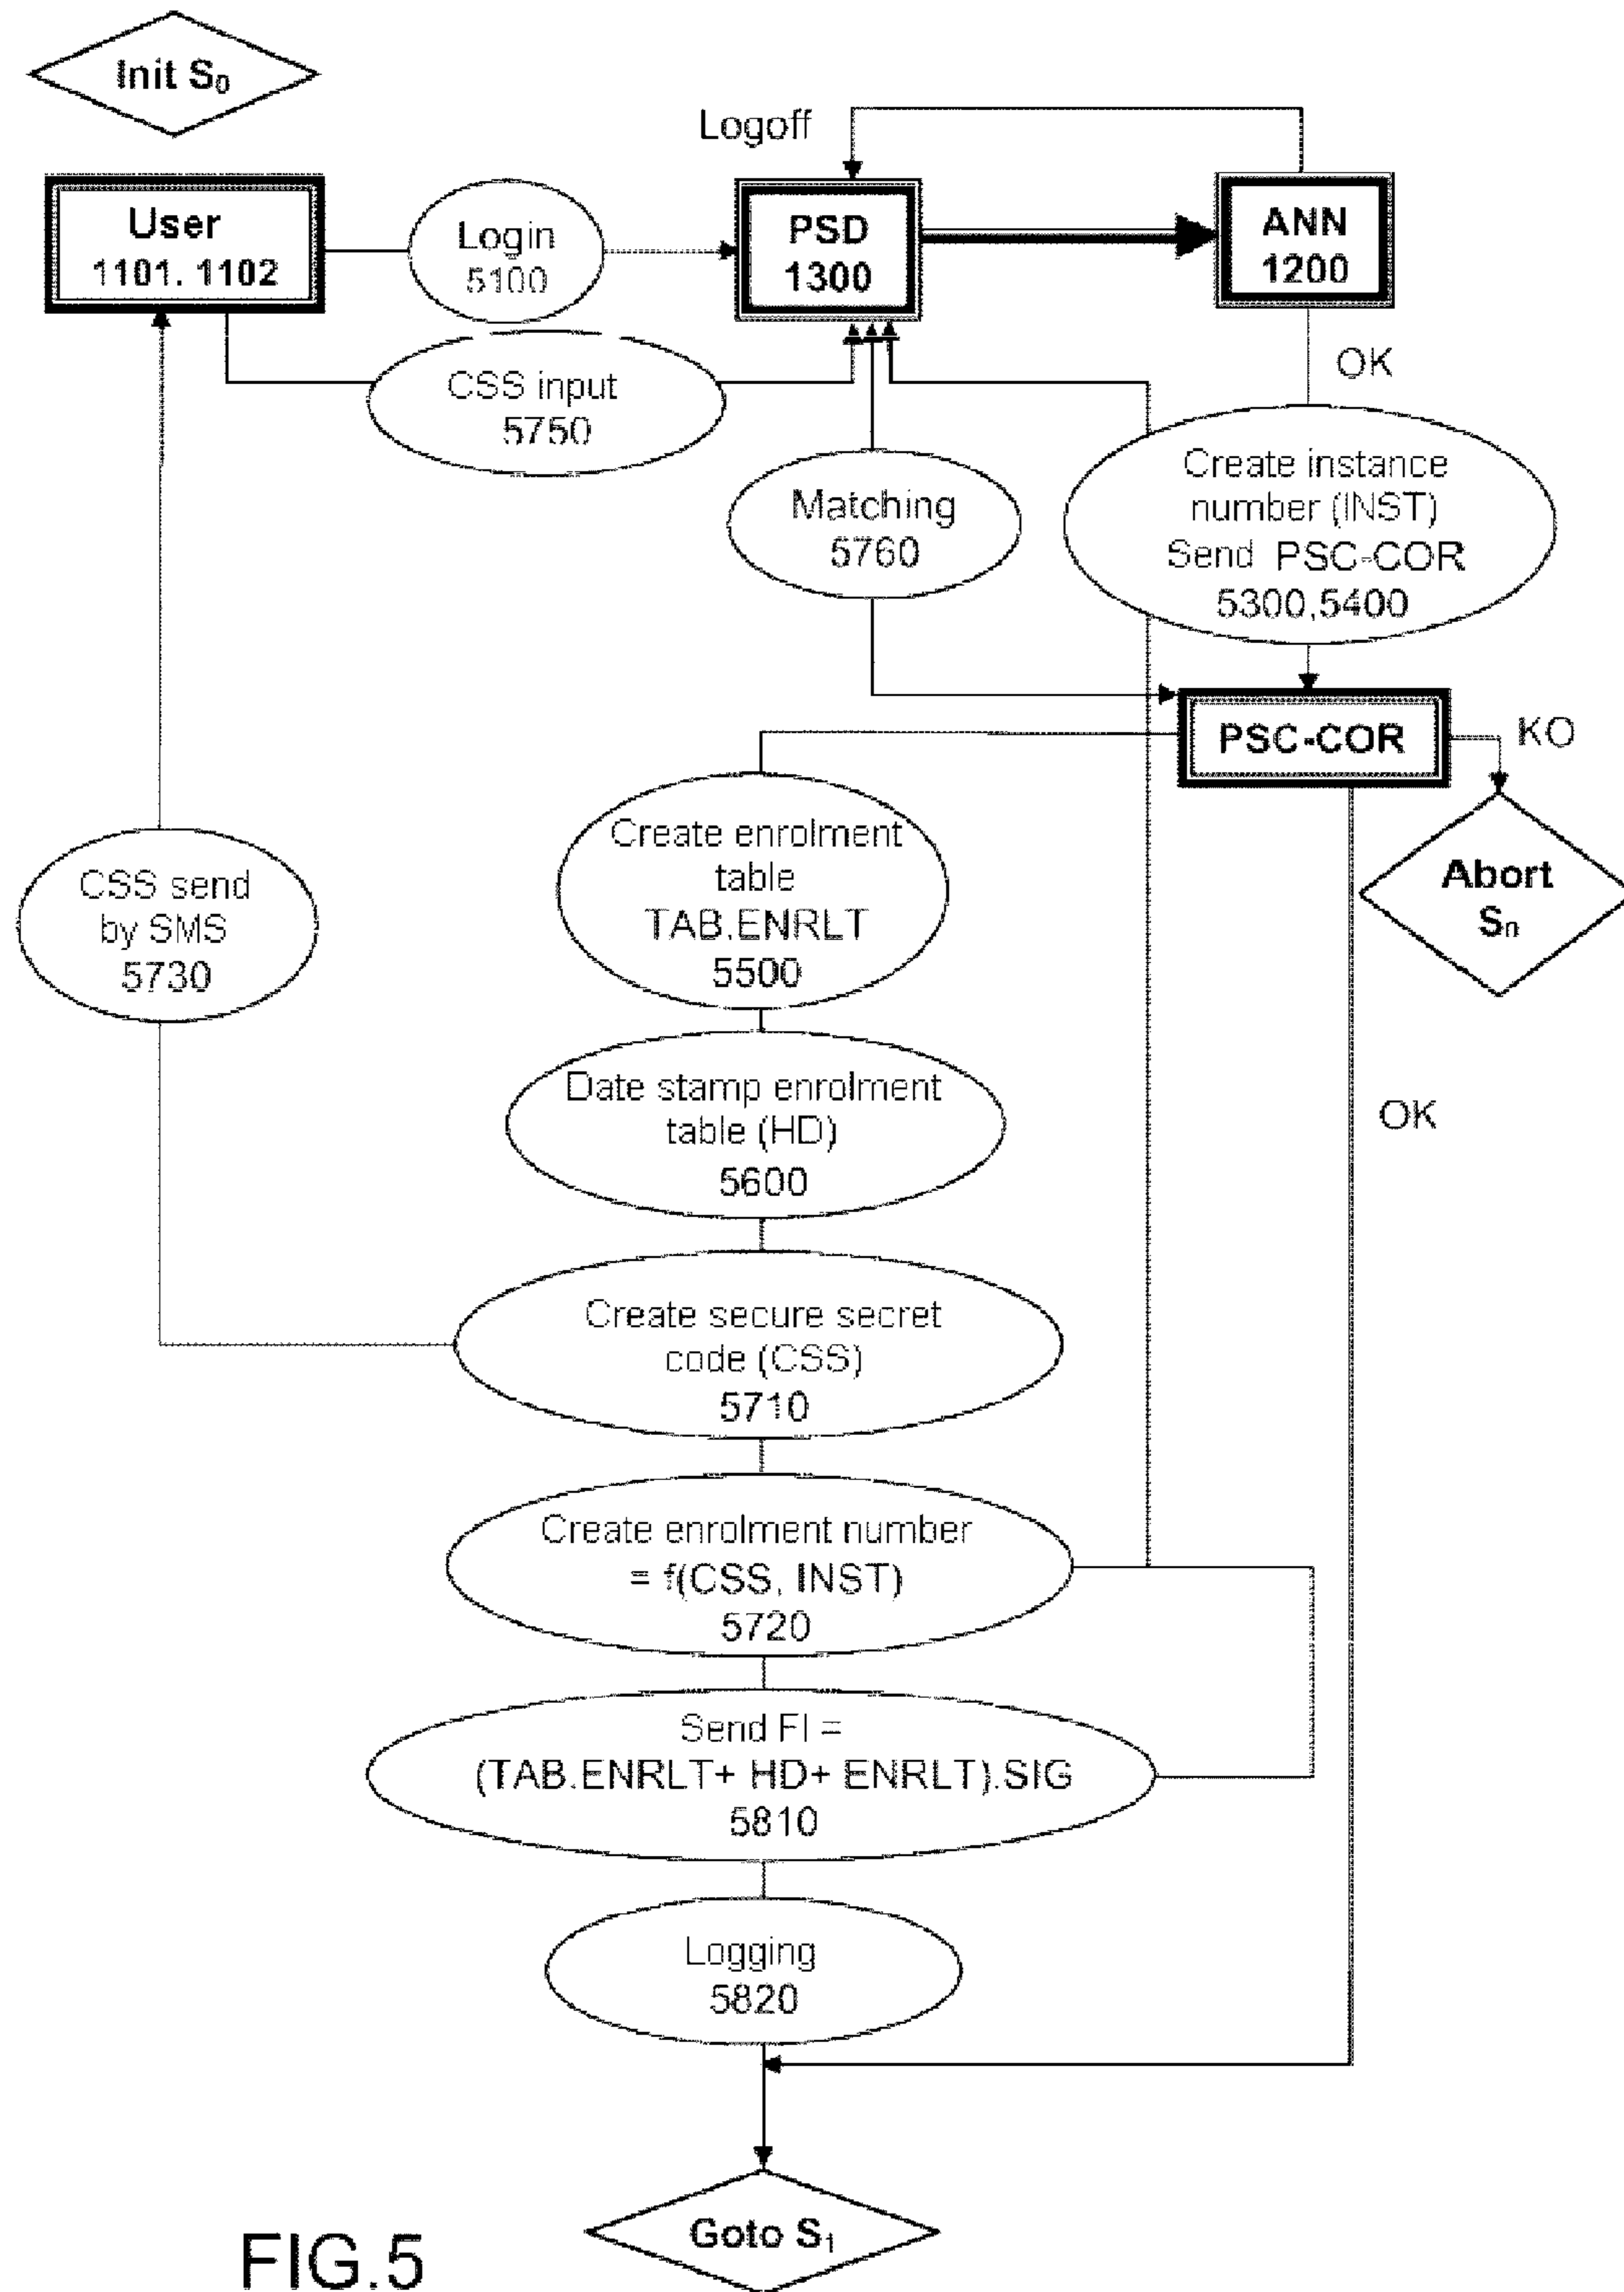 Init S₀
Logoff
User
1101. 1102
Login
5100
PSD
1300
ANN
1200
OK
CSS input
5750
Matching
5760
Create instance
number (INST)
Send PSC-COR
5300,5400
PSC-COR
KO
Abort
Sₙ
Create enrolment
table
TAB.ENRLT
5500
CSS send
by SMS
5730
Date stamp enrolment
table (HD)
5600
OK
Create secure secret
code (CSS)
5710
Create enrolment number
= f(CSS, INST)
5720
Send FI =
(TAB.ENRLT+ HD+ ENRLT).SIG
5810
Logging
5820
Goto S₁
FIG.5